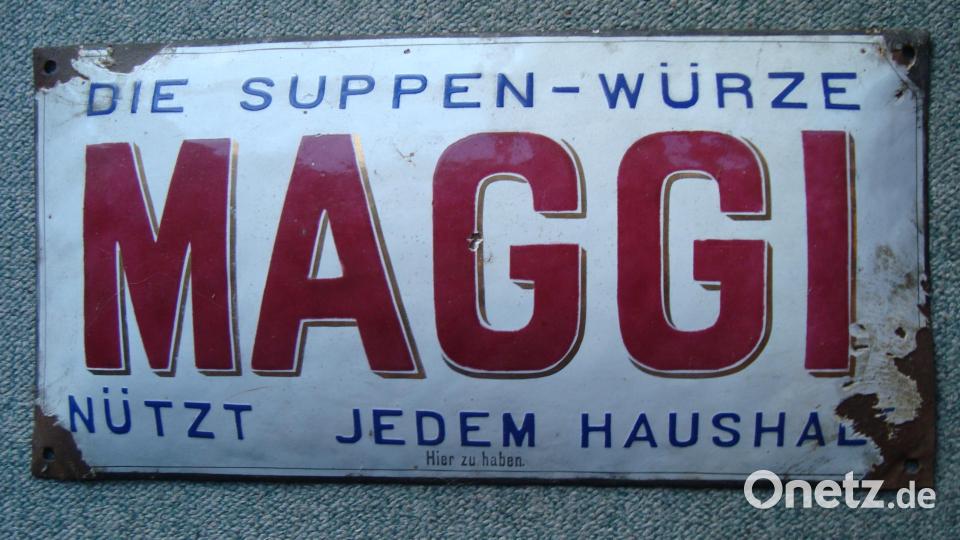 DIE SUPPEN-WÜRZE
MAGGI
NÜTZT JEDEM HAUSHAL
Hier zu haben.
Onetz.de